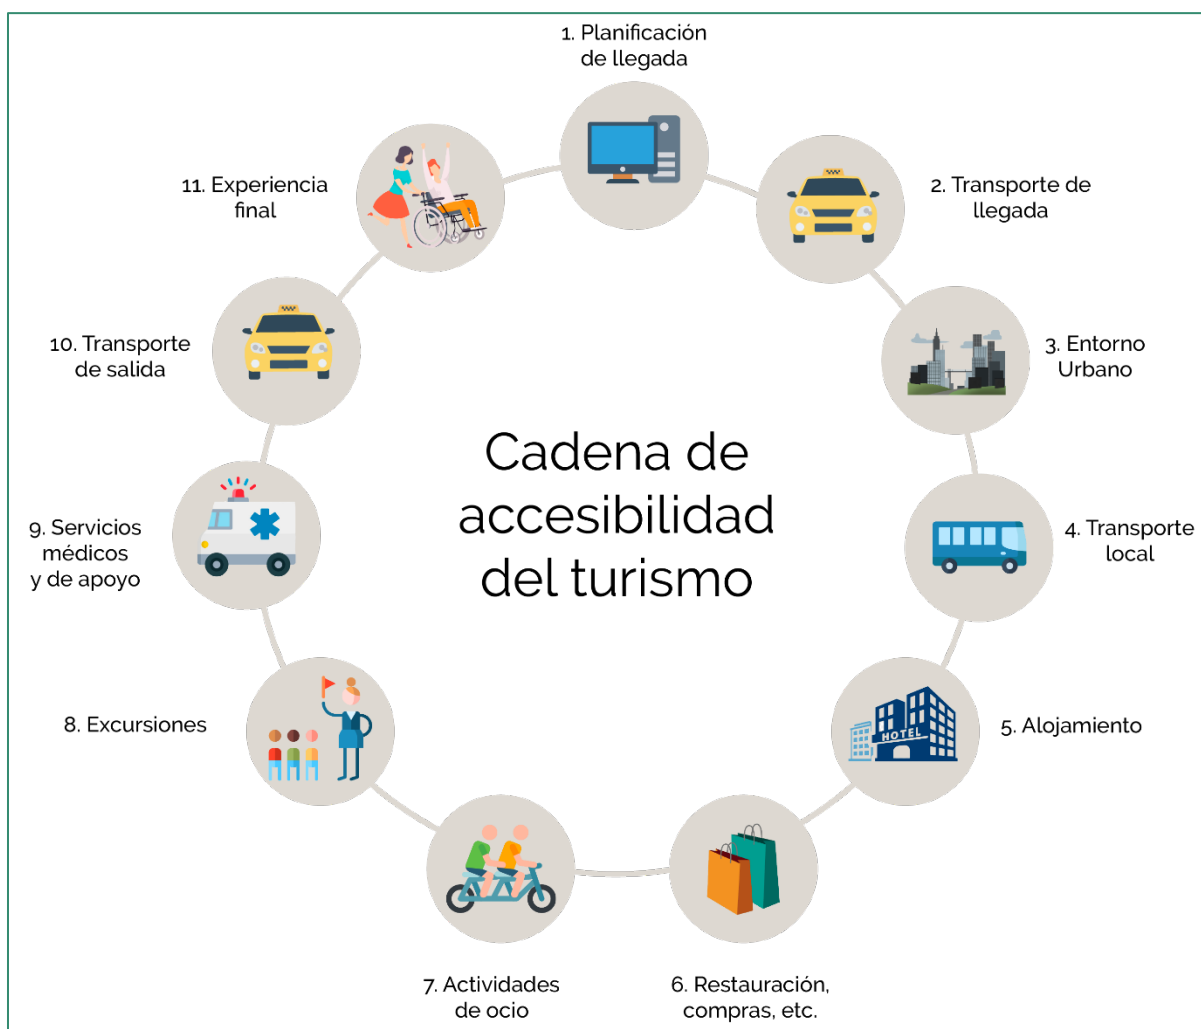 1. Planificación
de llegada
2. Transporte de
llegada
3. Entorno
Urbano
4. Transporte
local
5. Alojamiento
HOTEL
6. Restauración,
compras, etc.
7. Actividades
de ocio
8. Excursiones
9. Servicios
médicos
y de apoyo
10. Transporte
de salida
11. Experiencia
final
Cadena de
accesibilidad
del turismo